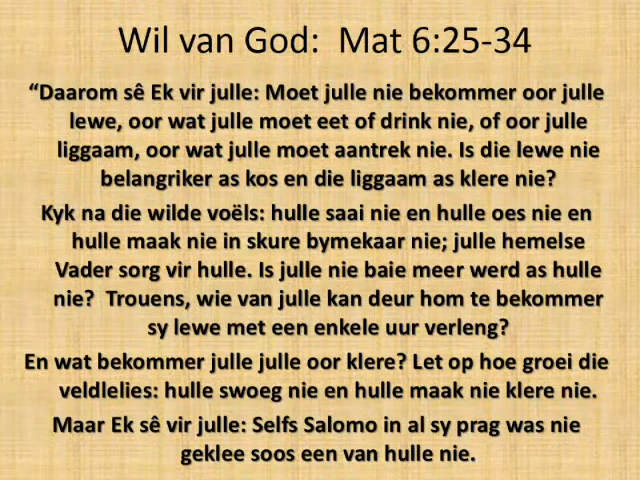 Wil van God:  Mat 6:25-34
“Daarom sê Ek vir julle: Moet julle nie bekommer oor julle
lewe, oor wat julle moet eet of drink nie, of oor julle
liggaam, oor wat julle moet aantrek nie. Is die lewe nie
belangriker as kos en die liggaam as klere nie?
Kyk na die wilde voëls: hulle saai nie en hulle oes nie en
hulle maak nie in skure bymekaar nie; julle hemelse
Vader sorg vir hulle. Is julle nie baie meer werd as hulle
nie?  Trouens, wie van julle kan deur hom te bekommer
sy lewe met een enkele uur verleng?
En wat bekommer julle julle oor klere? Let op hoe groei die
veldlelies: hulle swoeg nie en hulle maak nie klere nie.
Maar Ek sê vir julle: Selfs Salomo in al sy prag was nie
geklee soos een van hulle nie.